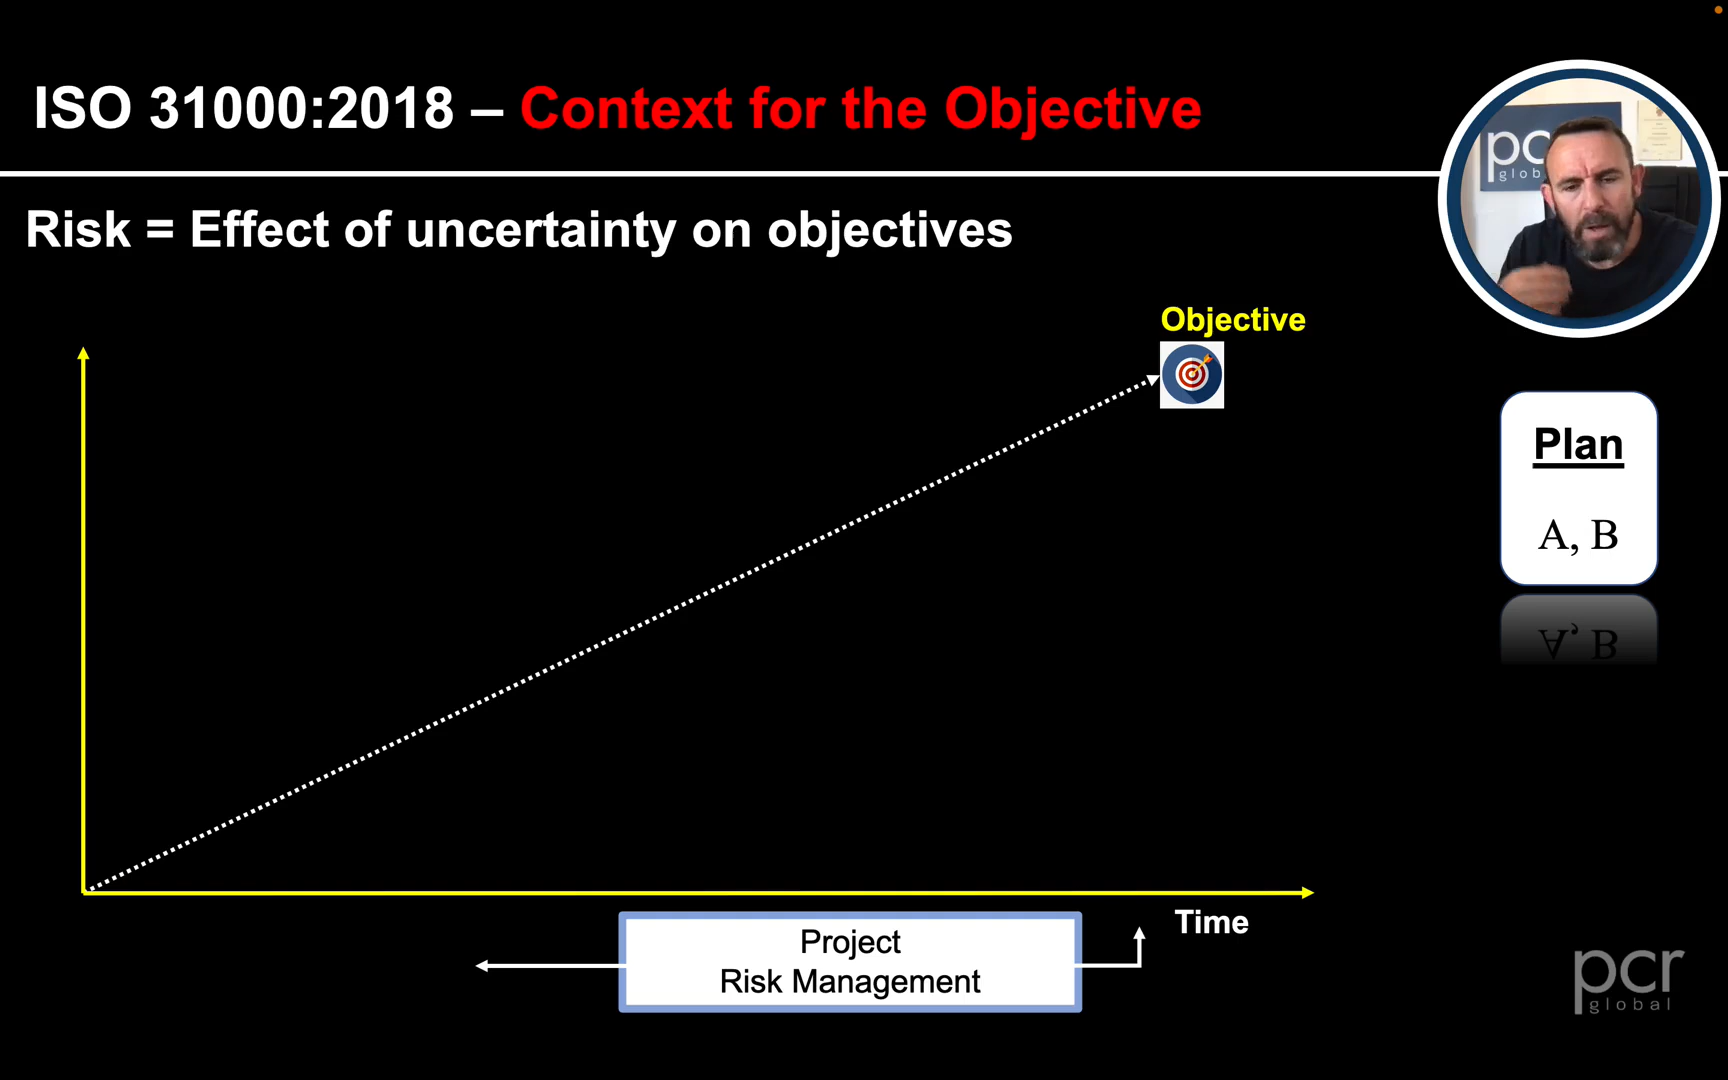 ISO 31000:2018 – Context for the Objective
Risk = Effect of uncertainty on objectives
Objective
Plan
A, B
Time
Project
Risk Management
pcr
global